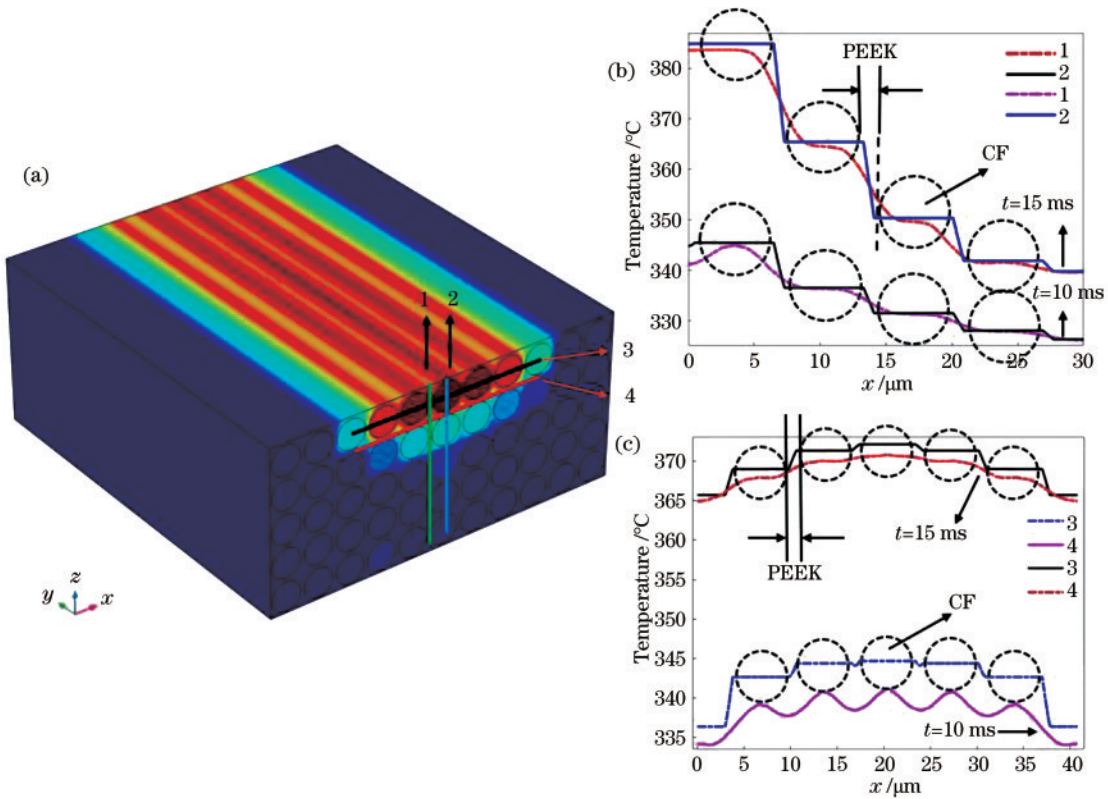 (a)
1
2
3
4
z
y
x
(b)
PEEK
1
2
1
2
CF
t=15 ms
t=10 ms
Temperature /°C
380
370
360
350
340
330
0 5 10 15 20 25 30
x /μm
(c)
t=15 ms
PEEK
3
4
3
4
CF
t=10 ms
Temperature /°C
370
365
360
355
350
345
340
335
0 5 10 15 20 25 30 35 40
x /μm